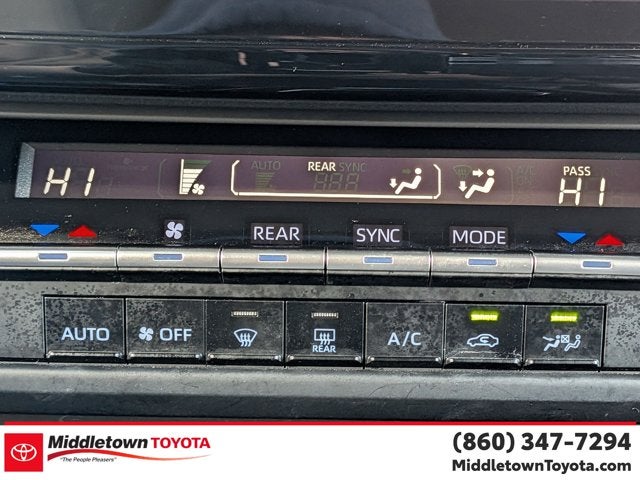 AUTO REAR SYNC PASS
HI HI
REAR SYNC MODE
AUTO OFF REAR A/C
Middletown TOYOTA
"The People Pleasers"
(860) 347-7294
MiddletownToyota.com